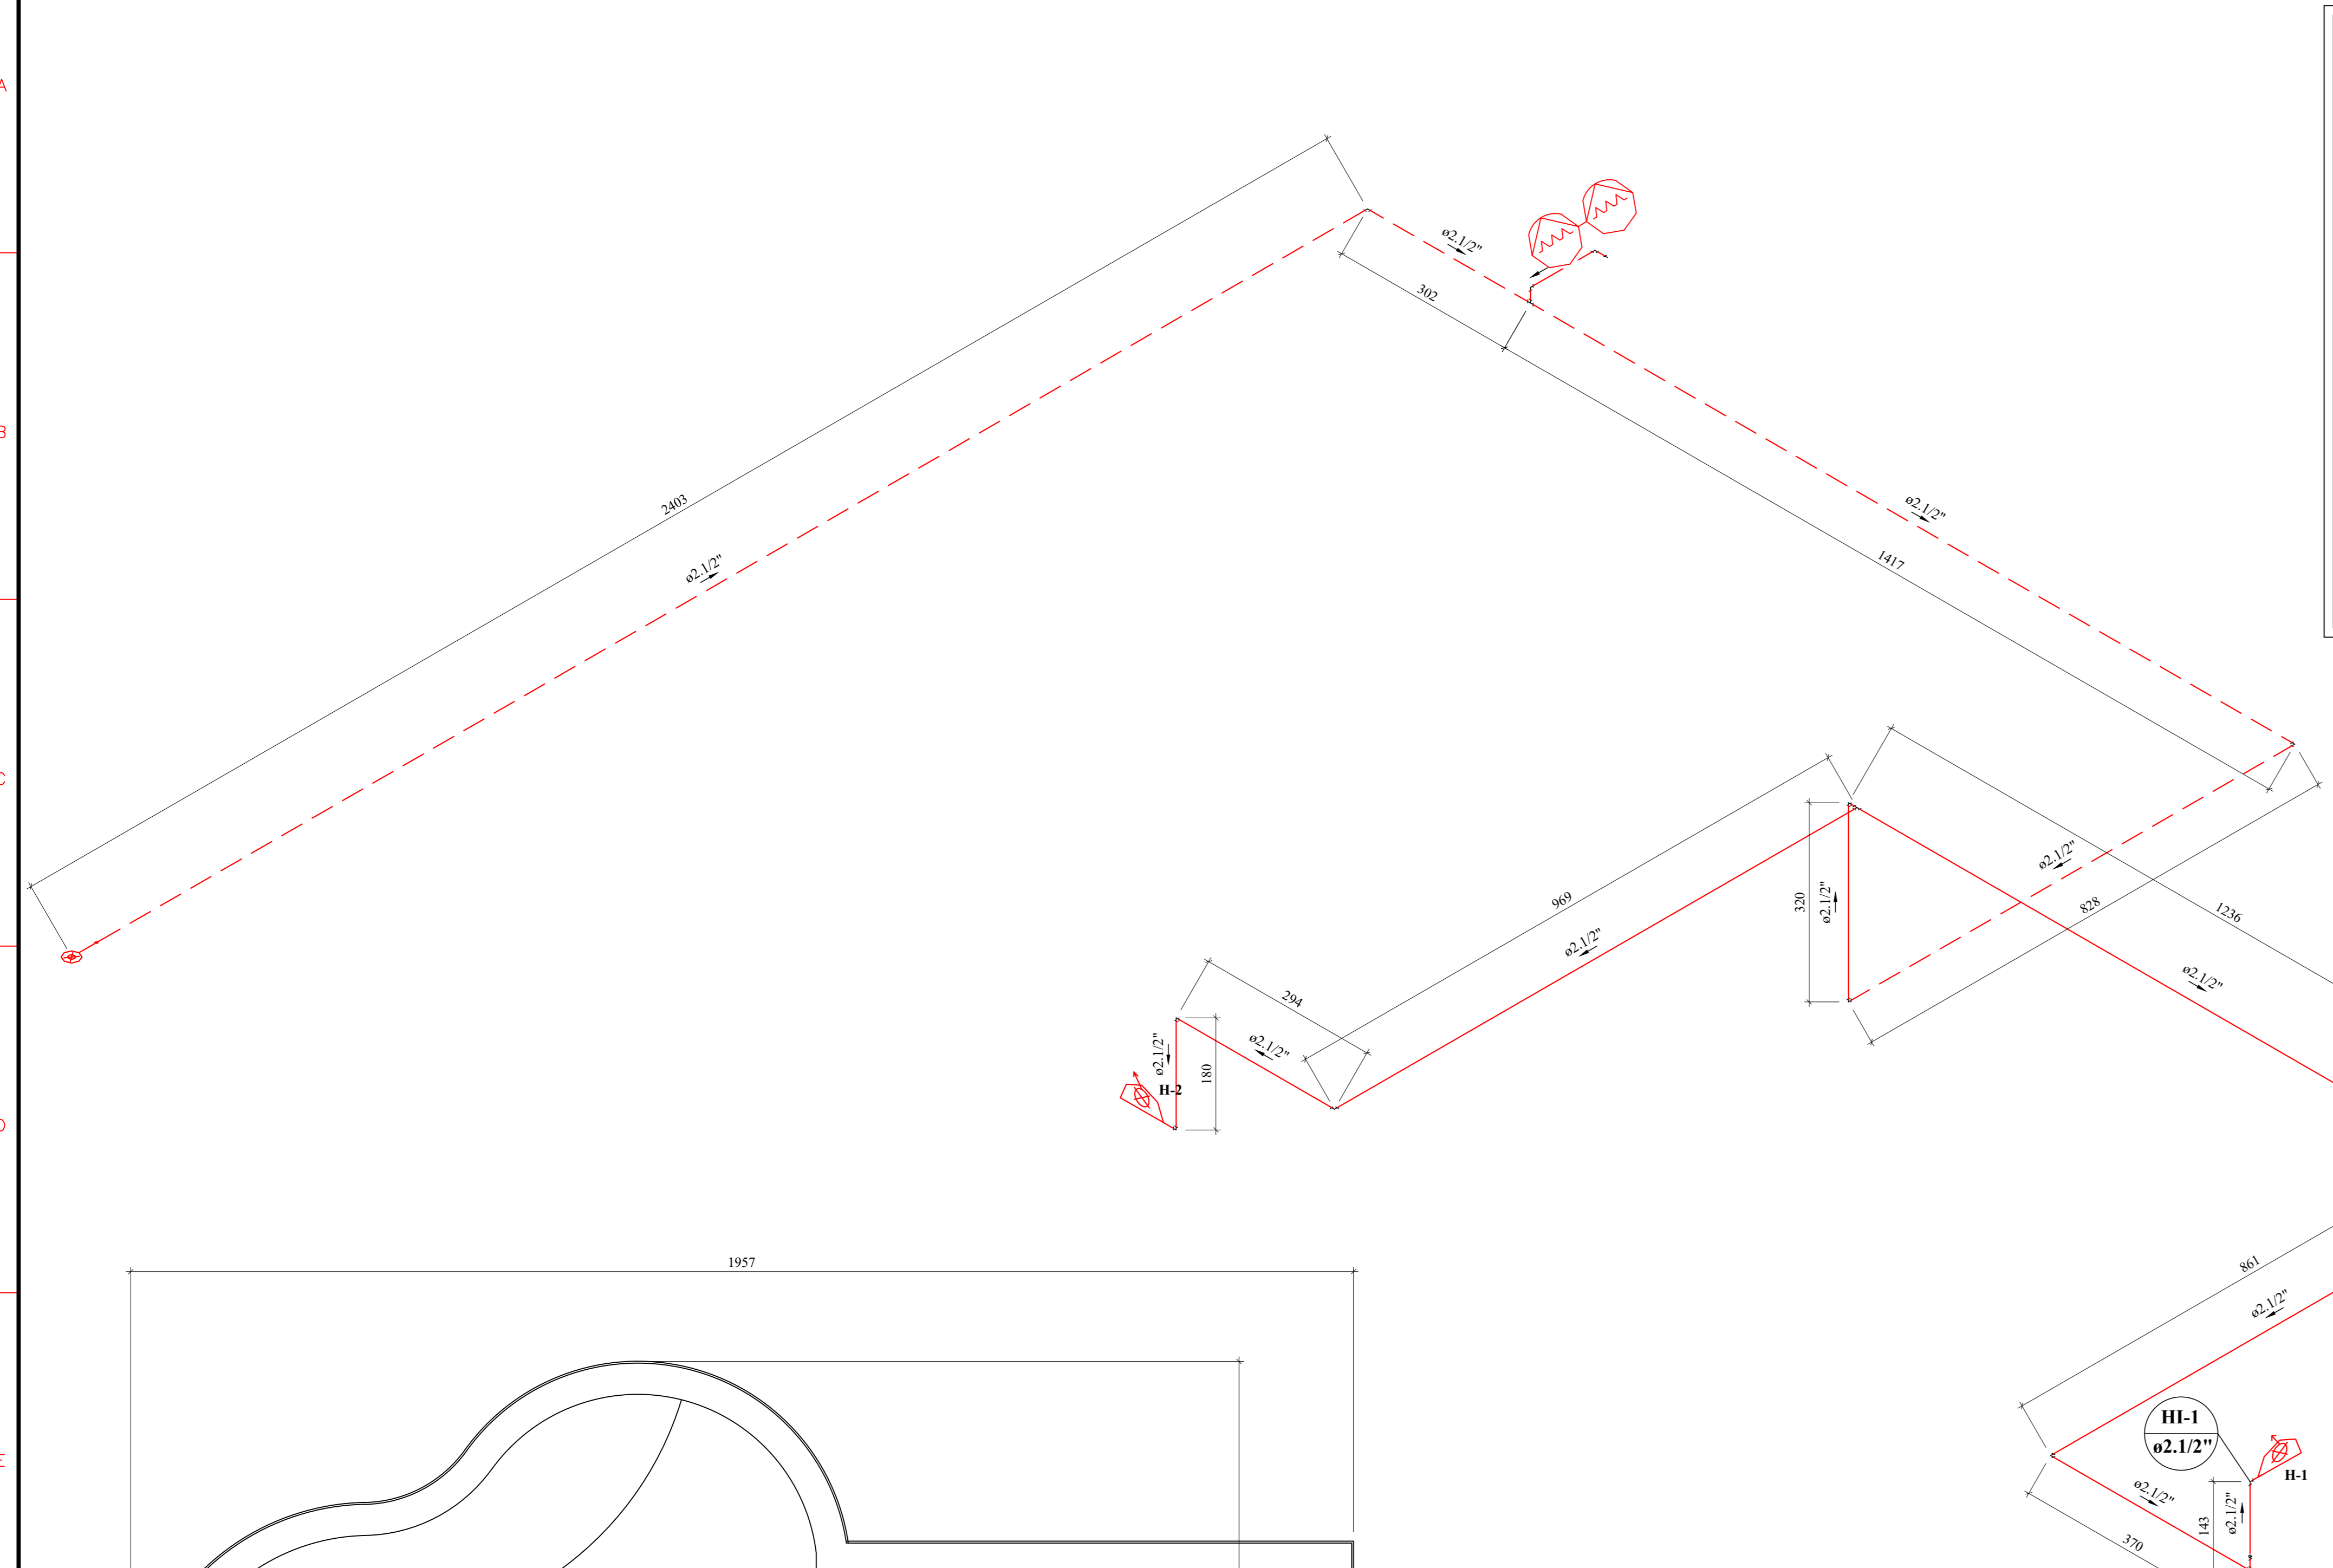 A
ø2.1/2"
302
B
2403
ø2.1/2"
1417
ø2.1/2"
C
ø2.1/2"
320
ø2.1/2"
969
828
1236
ø2.1/2"
ø2.1/2"
294
ø2.1/2"
ø2.1/2"
180
H-2
D
1957
861
ø2.1/2"
HI-1
ø2.1/2"
E
H-1
ø2.1/2"
ø2.1/2"
143
370